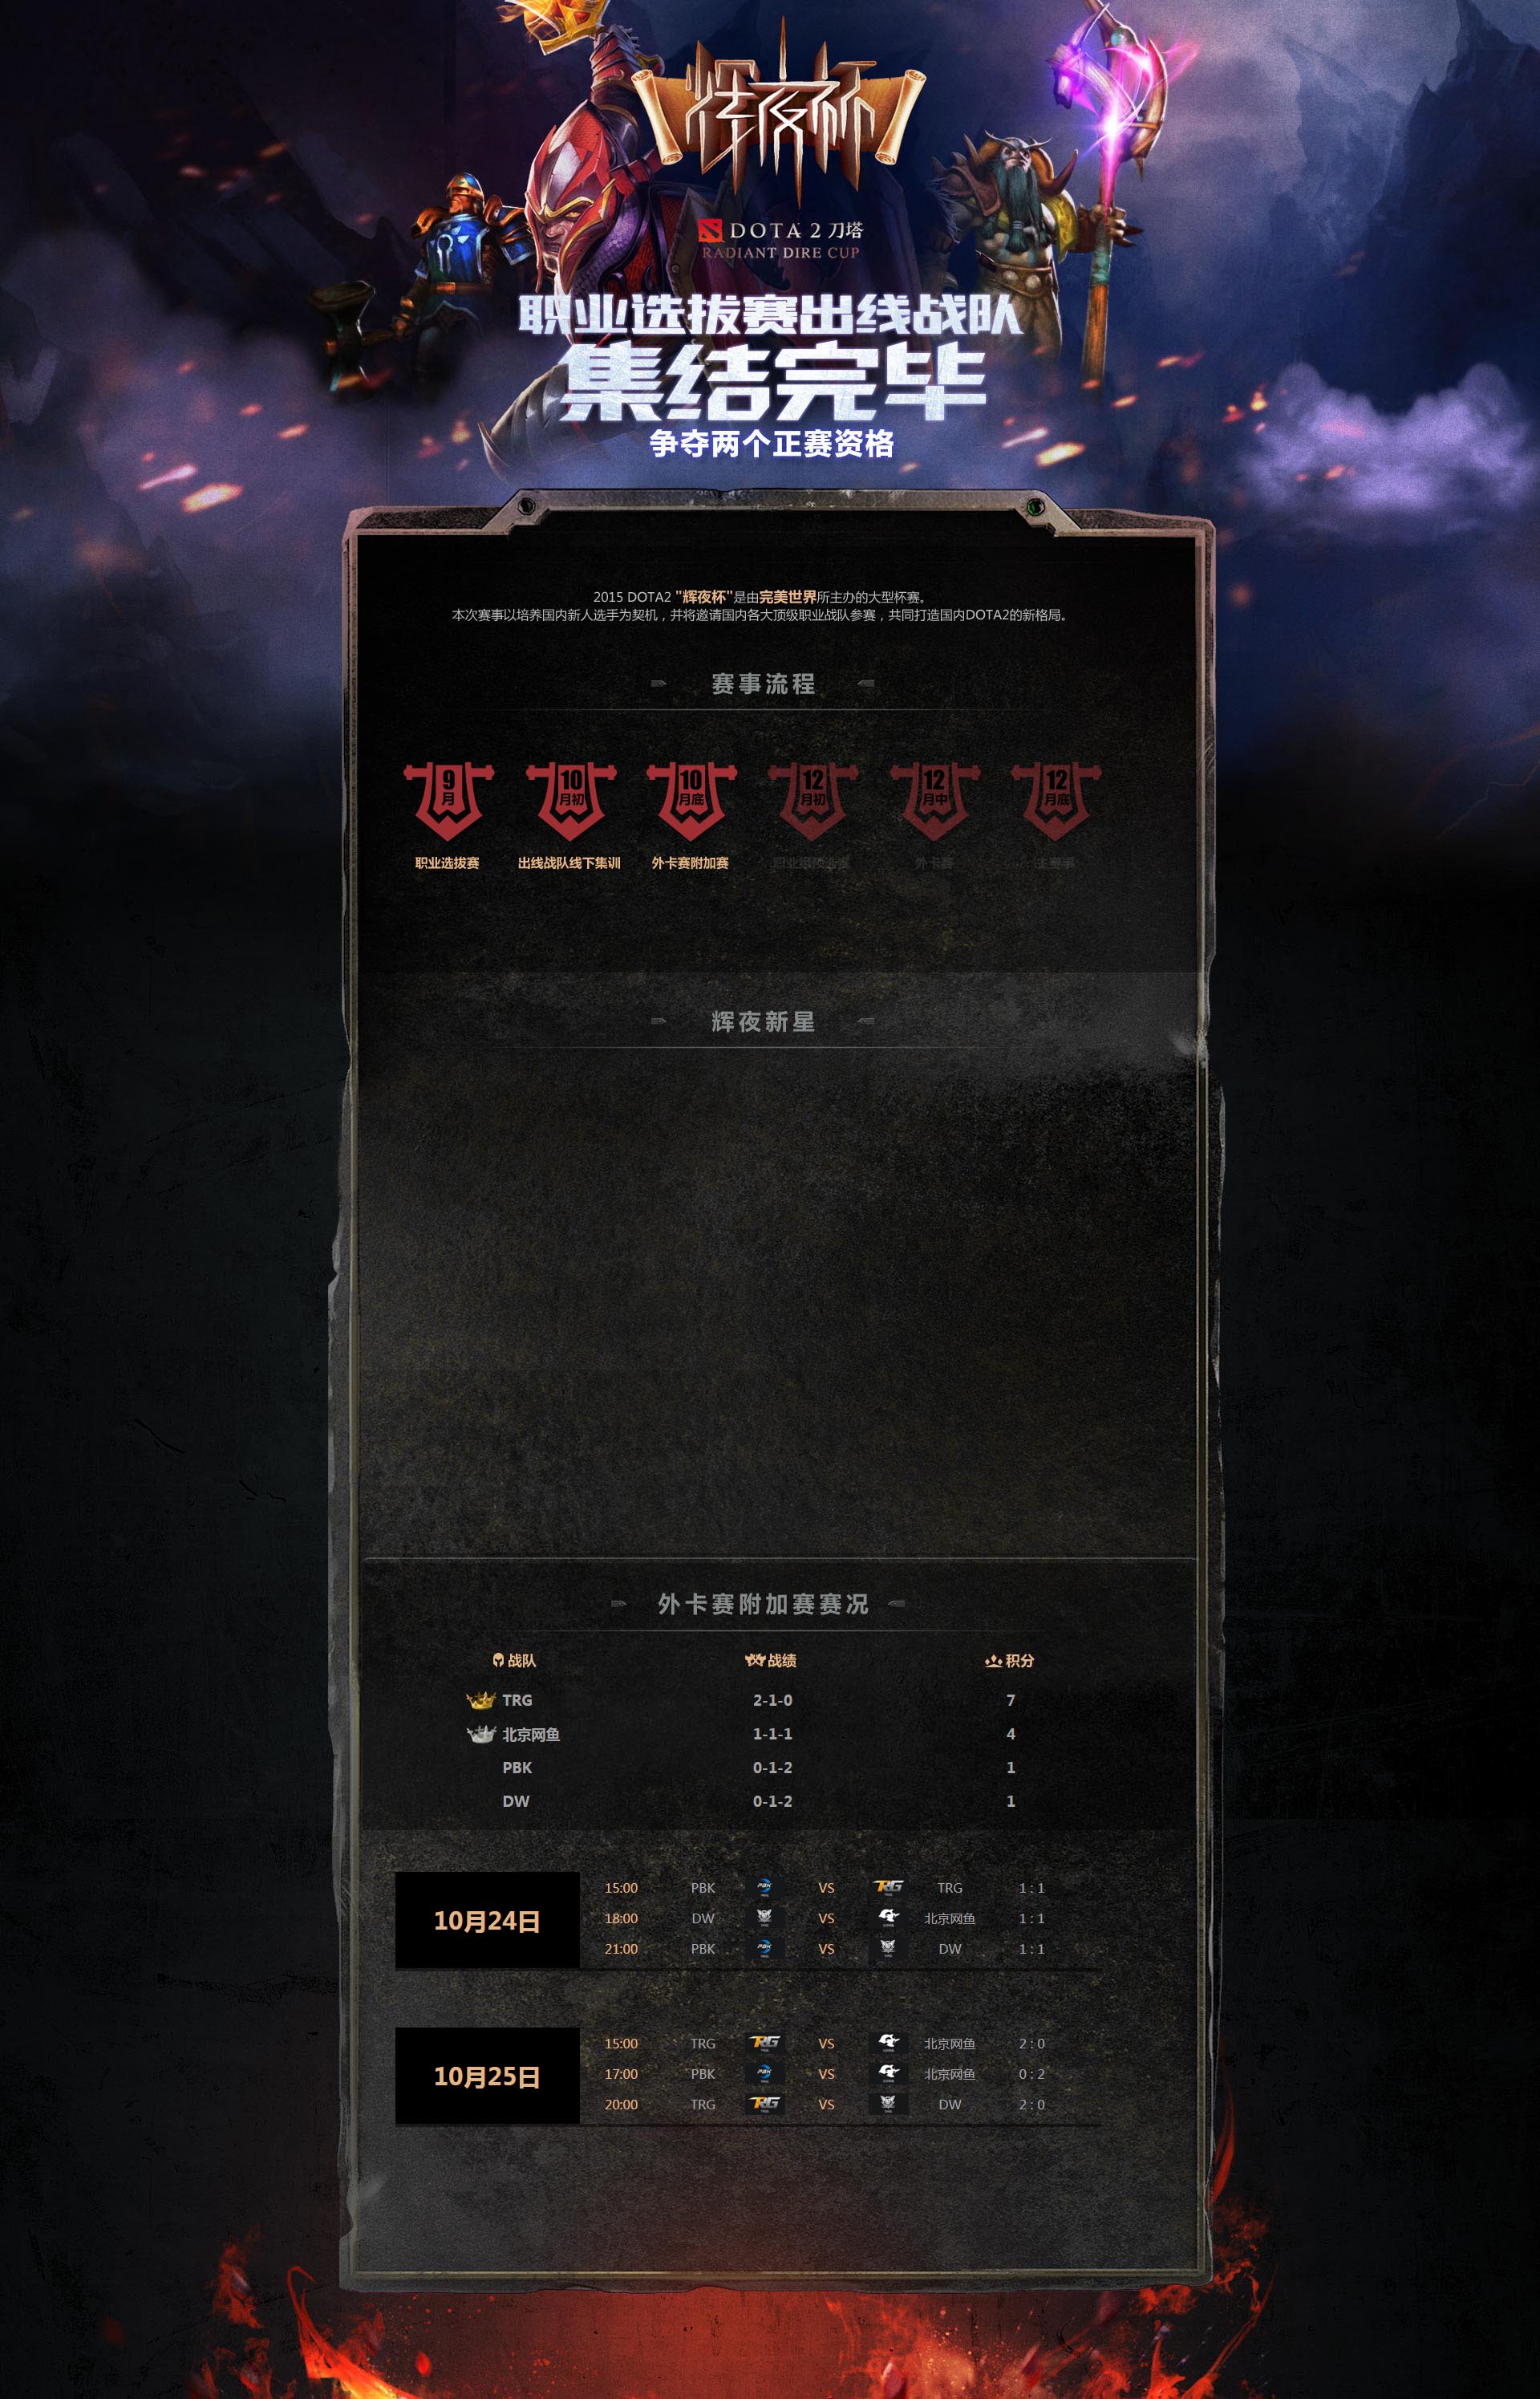 辉夜杯
DOTA 2 刀塔
RADIANT DIRE CUP
职业选拔赛出线战队
集结完毕
争夺两个正赛资格
2015 DOTA2 "辉夜杯"是由完美世界所主办的大型杯赛。
本次赛事以培养国内新人选手为契机，并将邀请国内各大顶级职业战队参赛，共同打造国内DOTA2的新格局。
赛事流程
9 10 10 12 12 12
月 月初 月底 月初 月中 月底
职业选拔赛 出线战队线下集训 外卡赛附加赛 外卡赛 主赛事
辉夜新星
外卡赛附加赛赛况
战队 战绩 积分
TRG 2-1-0 7
北京网鱼 1-1-1 4
PBK 0-1-2 1
DW 0-1-2 1
10月24日
15:00 PBK VS TRG 1 : 1
18:00 DW VS 北京网鱼 1 : 1
21:00 PBK VS DW 1 : 1
10月25日
15:00 TRG VS 北京网鱼 2 : 0
17:00 PBK VS 北京网鱼 0 : 2
20:00 TRG VS DW 2 : 0